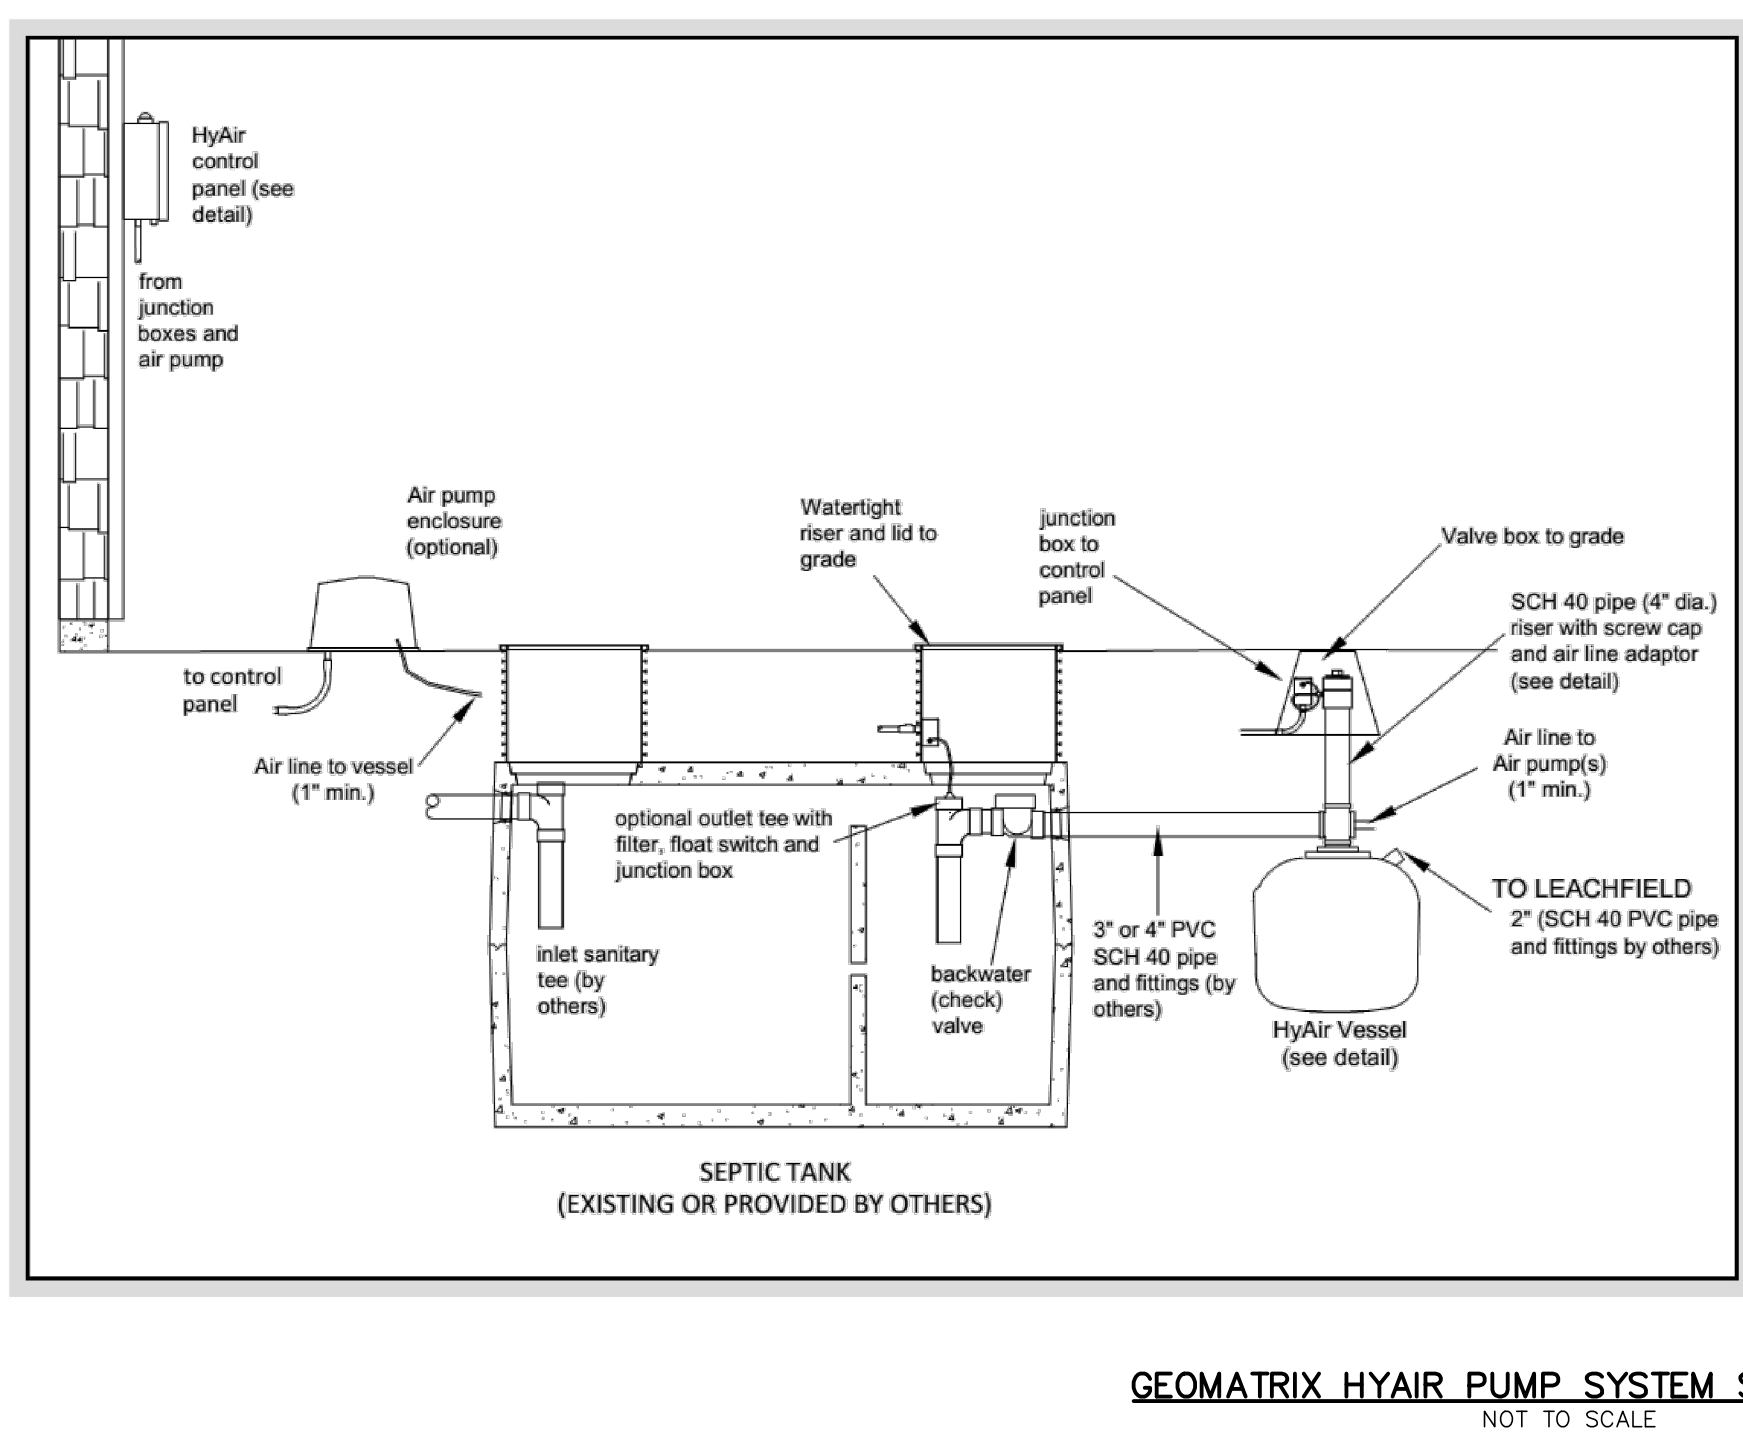 HyAir
control
panel (see
detail)
from
junction
boxes and
air pump
Air pump
enclosure
(optional)
Watertight
riser and lid to
grade
junction
box to
control
panel
Valve box to grade
SCH 40 pipe (4" dia.)
riser with screw cap
and air line adaptor
(see detail)
to control
panel
Air line to vessel
(1" min.)
Air line to
Air pump(s)
(1" min.)
optional outlet tee with
filter, float switch and
junction box
TO LEACHFIELD
2" (SCH 40 PVC pipe
and fittings by others)
3" or 4" PVC
SCH 40 pipe
and fittings (by
others)
inlet sanitary
tee (by
others)
backwater
(check)
valve
HyAir Vessel
(see detail)
SEPTIC TANK
(EXISTING OR PROVIDED BY OTHERS)
GEOMATRIX HYAIR PUMP SYSTEM
NOT TO SCALE